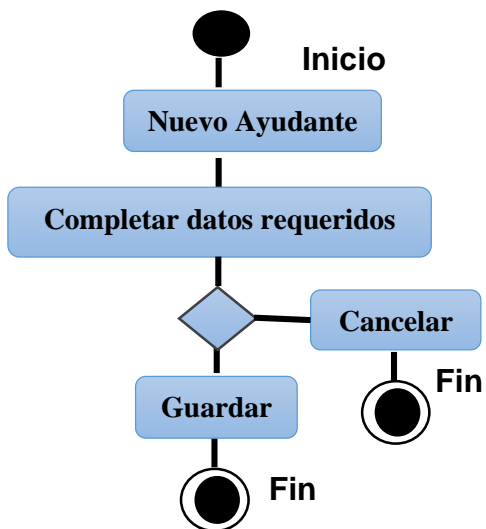 Inicio
Nuevo Ayudante
Completar datos requeridos
Cancelar
Fin
Guardar
Fin